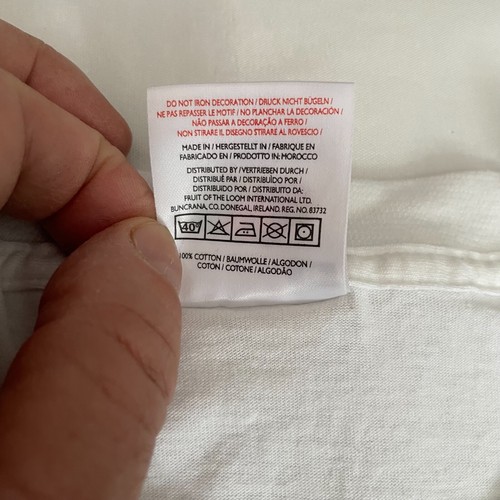 DO NOT IRON DECORATION / DRUCK NICHT BÜGELN /
NE PAS REPASSER LE MOTIF / NO PLANCHAR LA DECORACIÓN /
NÃO PASSAR A DECORAÇÃO A FERRO /
NON STIRARE IL DISEGNO STIRARE AL ROVESCIO /
MADE IN / HERGESTELLT IN / FABRIQUE EN
FABRICADO EN / PRODOTTO IN: MOROCCO
DISTRIBUTED BY / VERTRIEBEN DURCH /
DISTRIBUÉ PAR / DISTRIBUÍDO POR /
DISTRIBUIDO POR / DISTRIBUITO DA:
FRUIT OF THE LOOM INTERNATIONAL LTD.
BUNCRANA, CO. DONEGAL, IRELAND. REG. NO. 83732
40°
100% COTTON / BAUMWOLLE / ALGODON /
COTON / COTONE / ALGODÃO